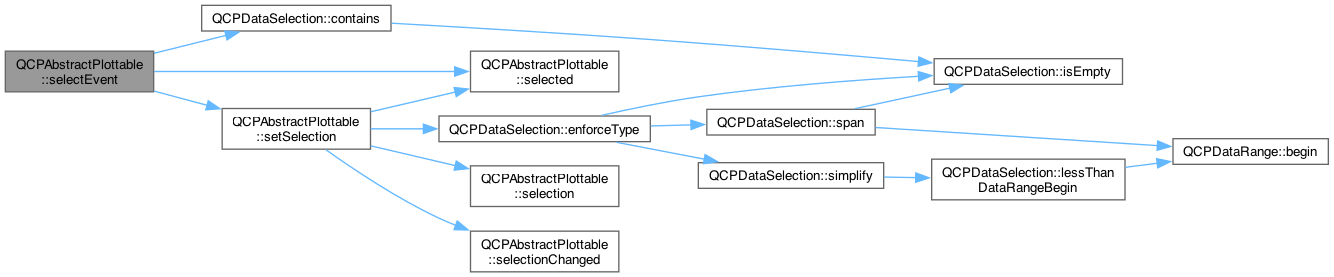 QCPAbstractPlottable
::selectEvent
QCPDataSelection::contains
QCPAbstractPlottable
::selected
QCPAbstractPlottable
::setSelection
QCPDataSelection::enforceType
QCPAbstractPlottable
::selection
QCPAbstractPlottable
::selectionChanged
QCPDataSelection::isEmpty
QCPDataSelection::span
QCPDataSelection::simplify
QCPDataSelection::lessThan
DataRangeBegin
QCPDataRange::begin